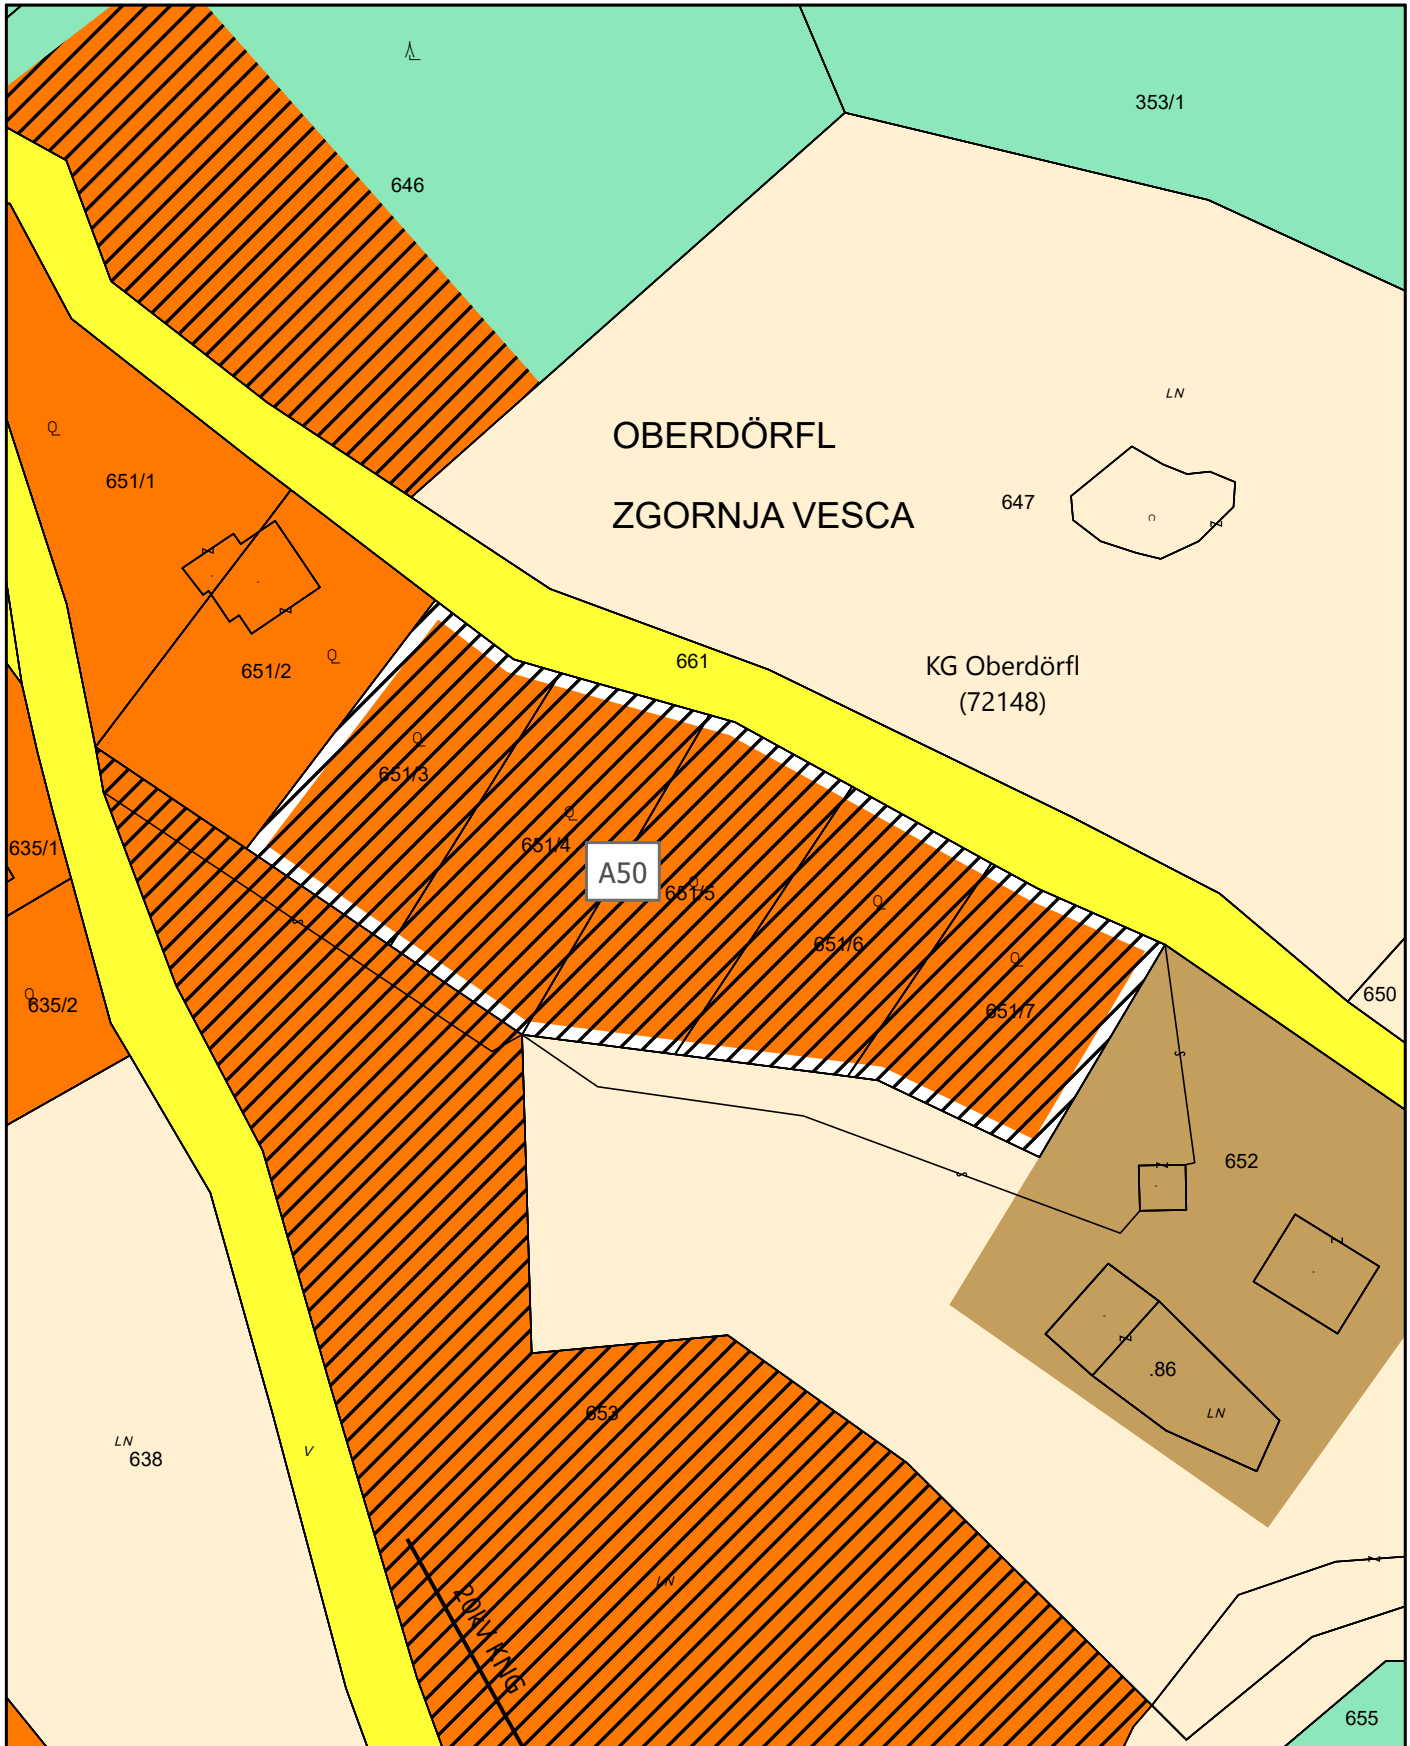 353/1
646
LN
OBERDÖRFL
651/1
647
ZGORNJA VESCA
661
KG Oberdörfl
651/2
(72148)
651/3
651/4
635/1
A50
651/5
651/6
650
635/2
651/7
652
.86
653
LN
LN
638
V
LN
20kV KNG
655